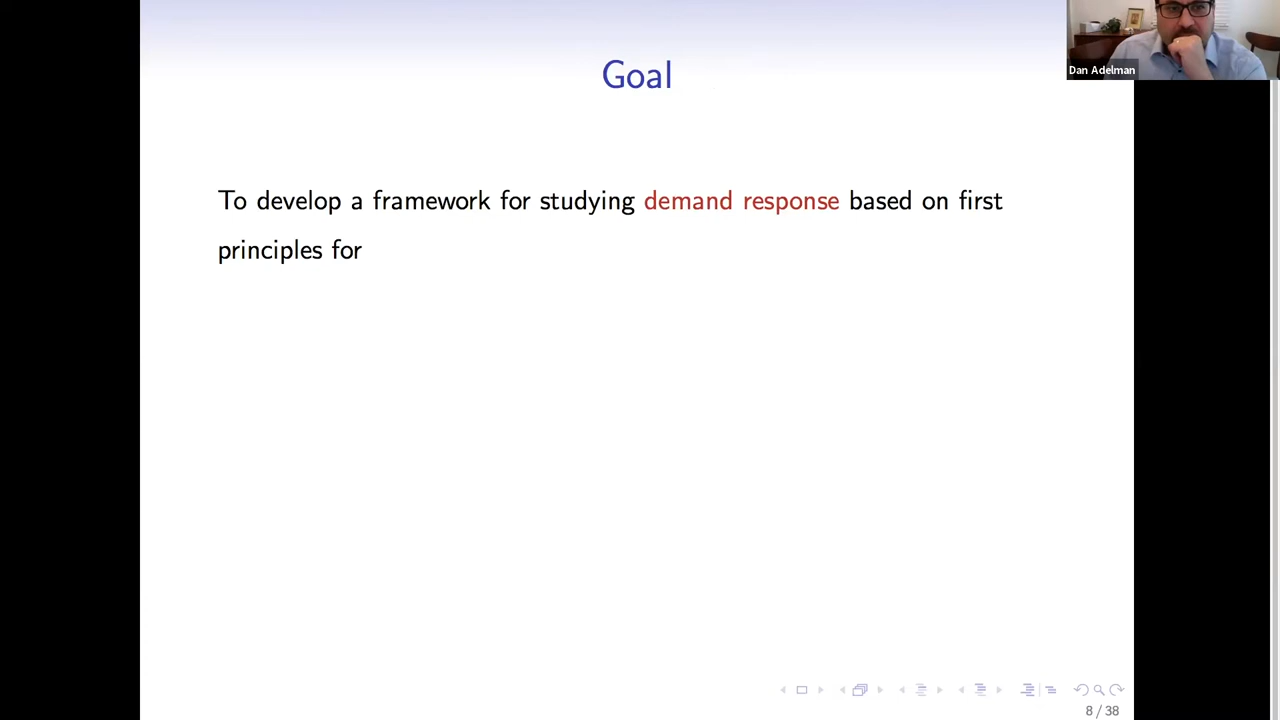 Goal
Dan Adelman
To develop a framework for studying demand response based on first
principles for
8 / 38